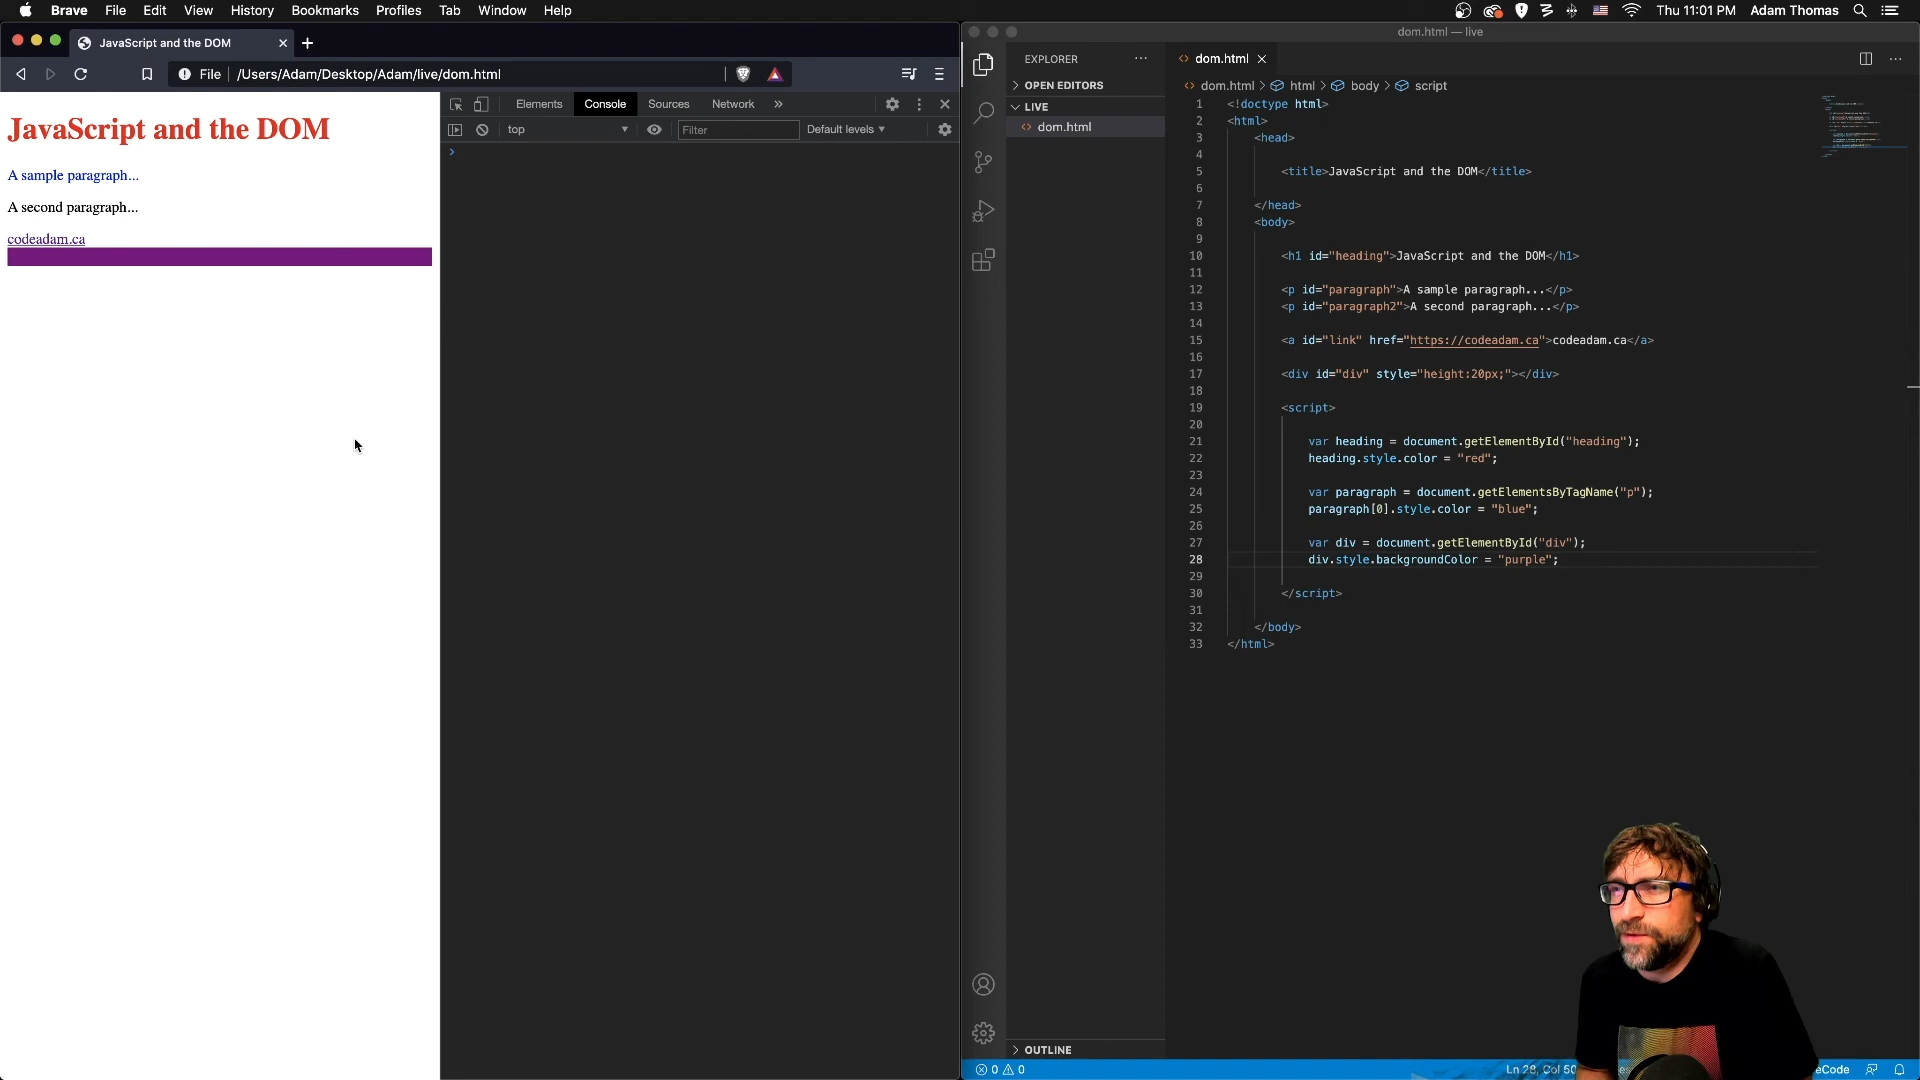 Brave File Edit View History Bookmarks Profiles Tab Window Help
Thu 11:01 PM Adam Thomas
JavaScript and the DOM
File /Users/Adam/Desktop/Adam/live/dom.html
JavaScript and the DOM
A sample paragraph...
A second paragraph...
codeadam.ca
Elements Console Sources Network »
top Filter Default levels
dom.html — live
EXPLORER
OPEN EDITORS
LIVE
dom.html
OUTLINE
dom.html
dom.html html body script
1 <!doctype html>
2 <html>
3 <head>
4
5 <title>JavaScript and the DOM</title>
6
7 </head>
8 <body>
9
10 <h1 id="heading">JavaScript and the DOM</h1>
11
12 <p id="paragraph">A sample paragraph...</p>
13 <p id="paragraph2">A second paragraph...</p>
14
15 <a id="link" href="https://codeadam.ca">codeadam.ca</a>
16
17 <div id="div" style="height:20px;"></div>
18
19 <script>
20
21 var heading = document.getElementById("heading");
22 heading.style.color = "red";
23
24 var paragraph = document.getElementsByTagName("p");
25 paragraph[0].style.color = "blue";
26
27 var div = document.getElementById("div");
28 div.style.backgroundColor = "purple";
29
30 </script>
31
32 </body>
33 </html>
0 0 Ln 28, Col 50